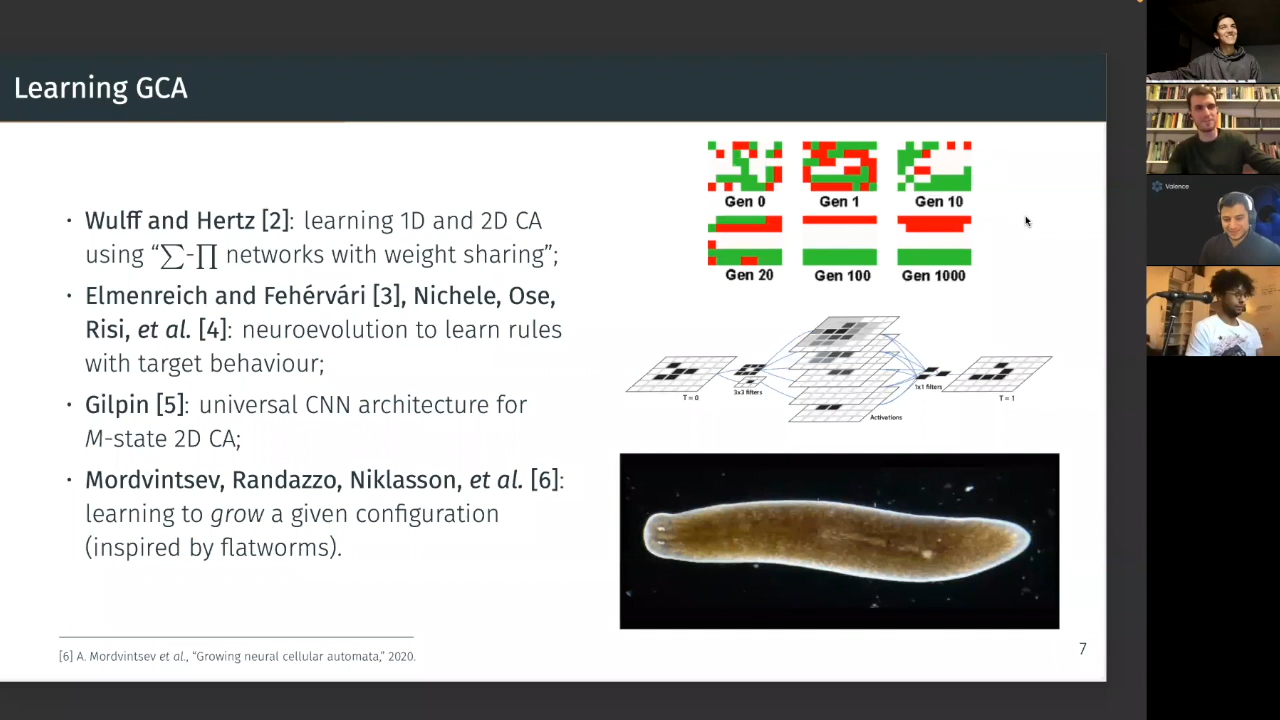 Learning GCA
· Wulff and Hertz [2]: learning 1D and 2D CA
using “∑-∏ networks with weight sharing”;
· Elmenreich and Fehérvári [3], Nichele, Ose,
Risi, et al. [4]: neuroevolution to learn rules
with target behaviour;
· Gilpin [5]: universal CNN architecture for
M-state 2D CA;
· Mordvintsev, Randazzo, Niklasson, et al. [6]:
learning to grow a given configuration
(inspired by flatworms).
Gen 0 Gen 1 Gen 10
Gen 20 Gen 100 Gen 1000
T = 0
3x3 filters
Activations
1x1 filters
T = 1
[6] A. Mordvintsev et al., “Growing neural cellular automata,” 2020.
7
Valence